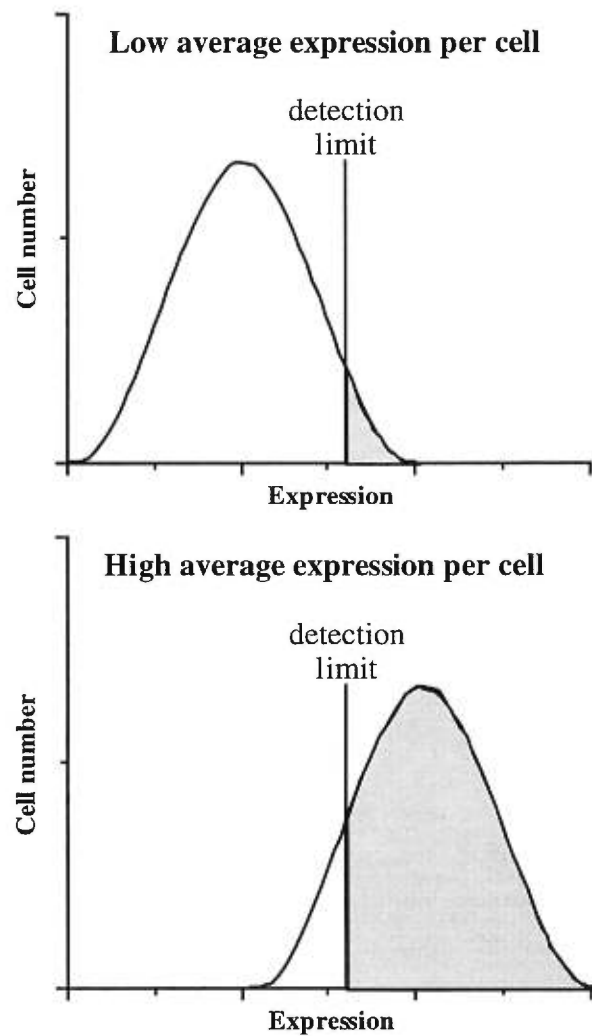 Low average expression per cell
detection
limit
Cell number
Expression
High average expression per cell
detection
limit
Cell number
Expression